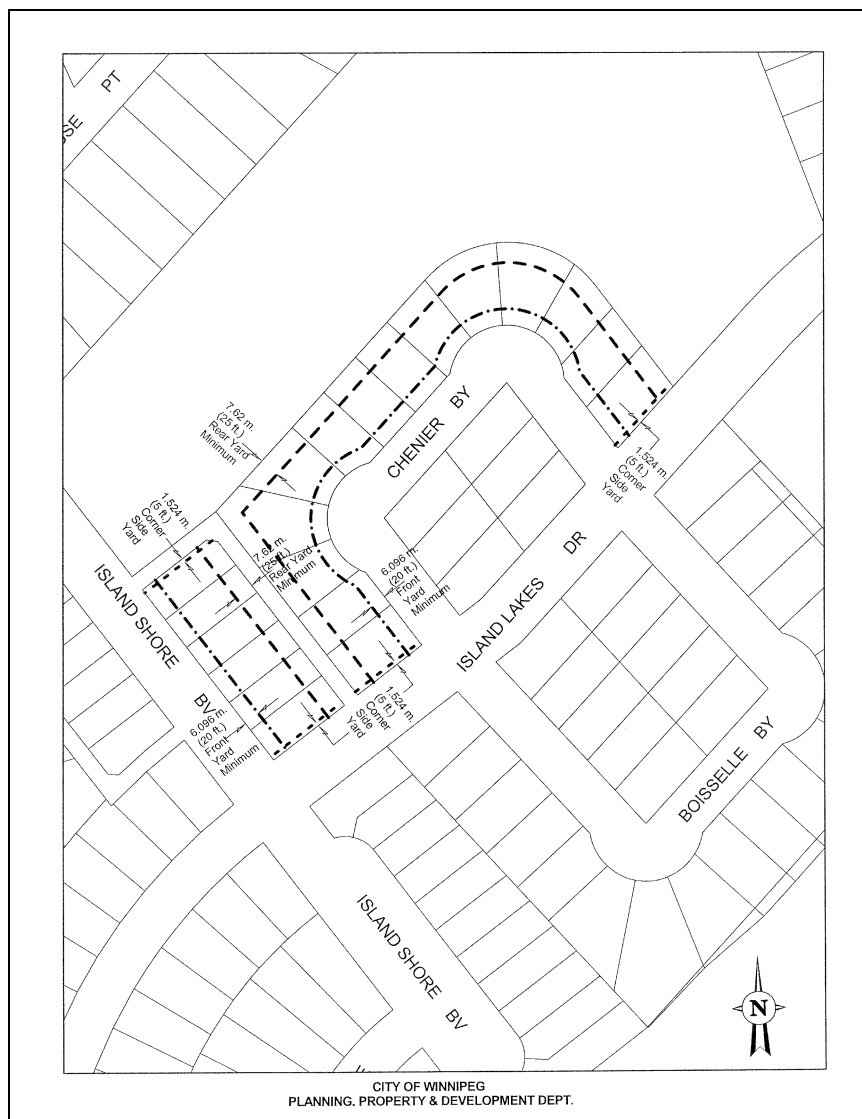 PT
7.62 m.
(25 ft.)
Rear Yard
Minimum
CHENIER BY
1.524 m.
(5 ft.)
Corner
Side
Yard
1.524 m.
(5 ft.)
Corner
Side
Yard
7.62 m.
(25 ft.)
Rear Yard
Minimum
6.096 m.
(20 ft.)
Front
Yard
Minimum
ISLAND LAKES DR
ISLAND SHORE BV
1.524 m.
(5 ft.)
Corner
Side
Yard
6.096 m.
(20 ft.)
Front
Yard
Minimum
BOISSELLE BY
ISLAND SHORE BV
N
CITY OF WINNIPEG
PLANNING. PROPERTY & DEVELOPMENT DEPT.